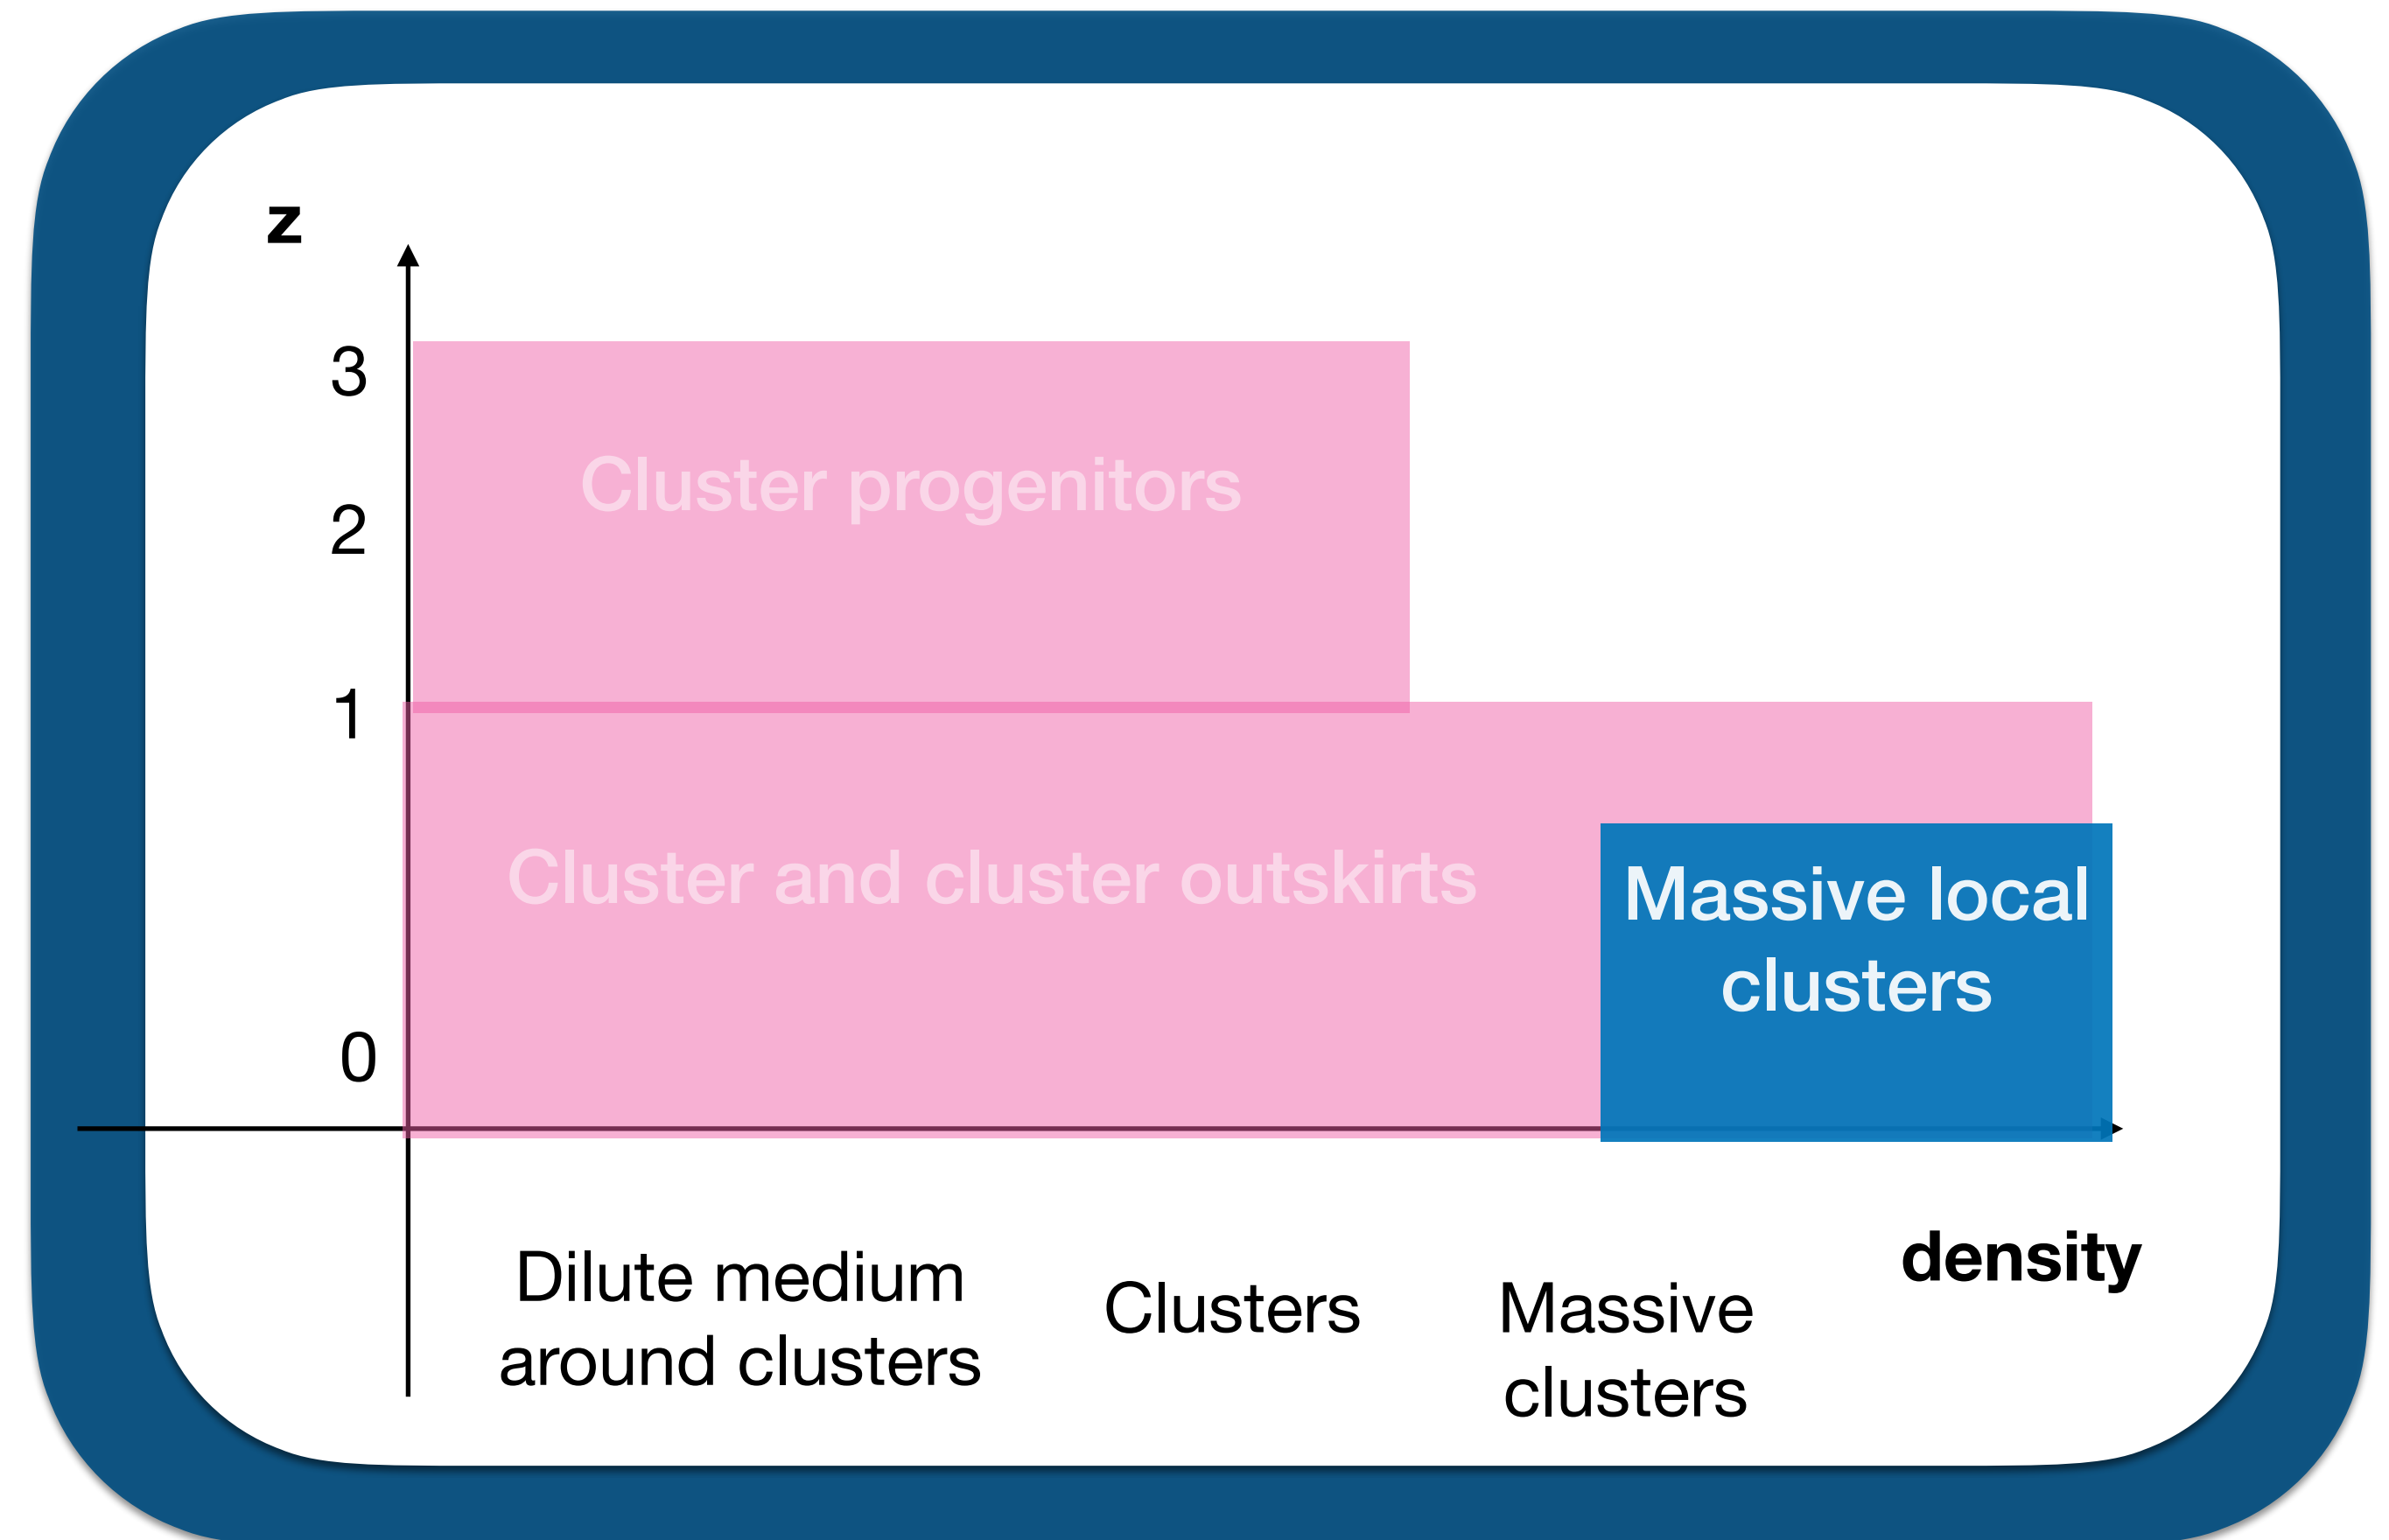 z
3
Cluster progenitors
2
1
Cluster and cluster outskirts
Massive local
clusters
0
density
Dilute medium
around clusters
Clusters
Massive
clusters